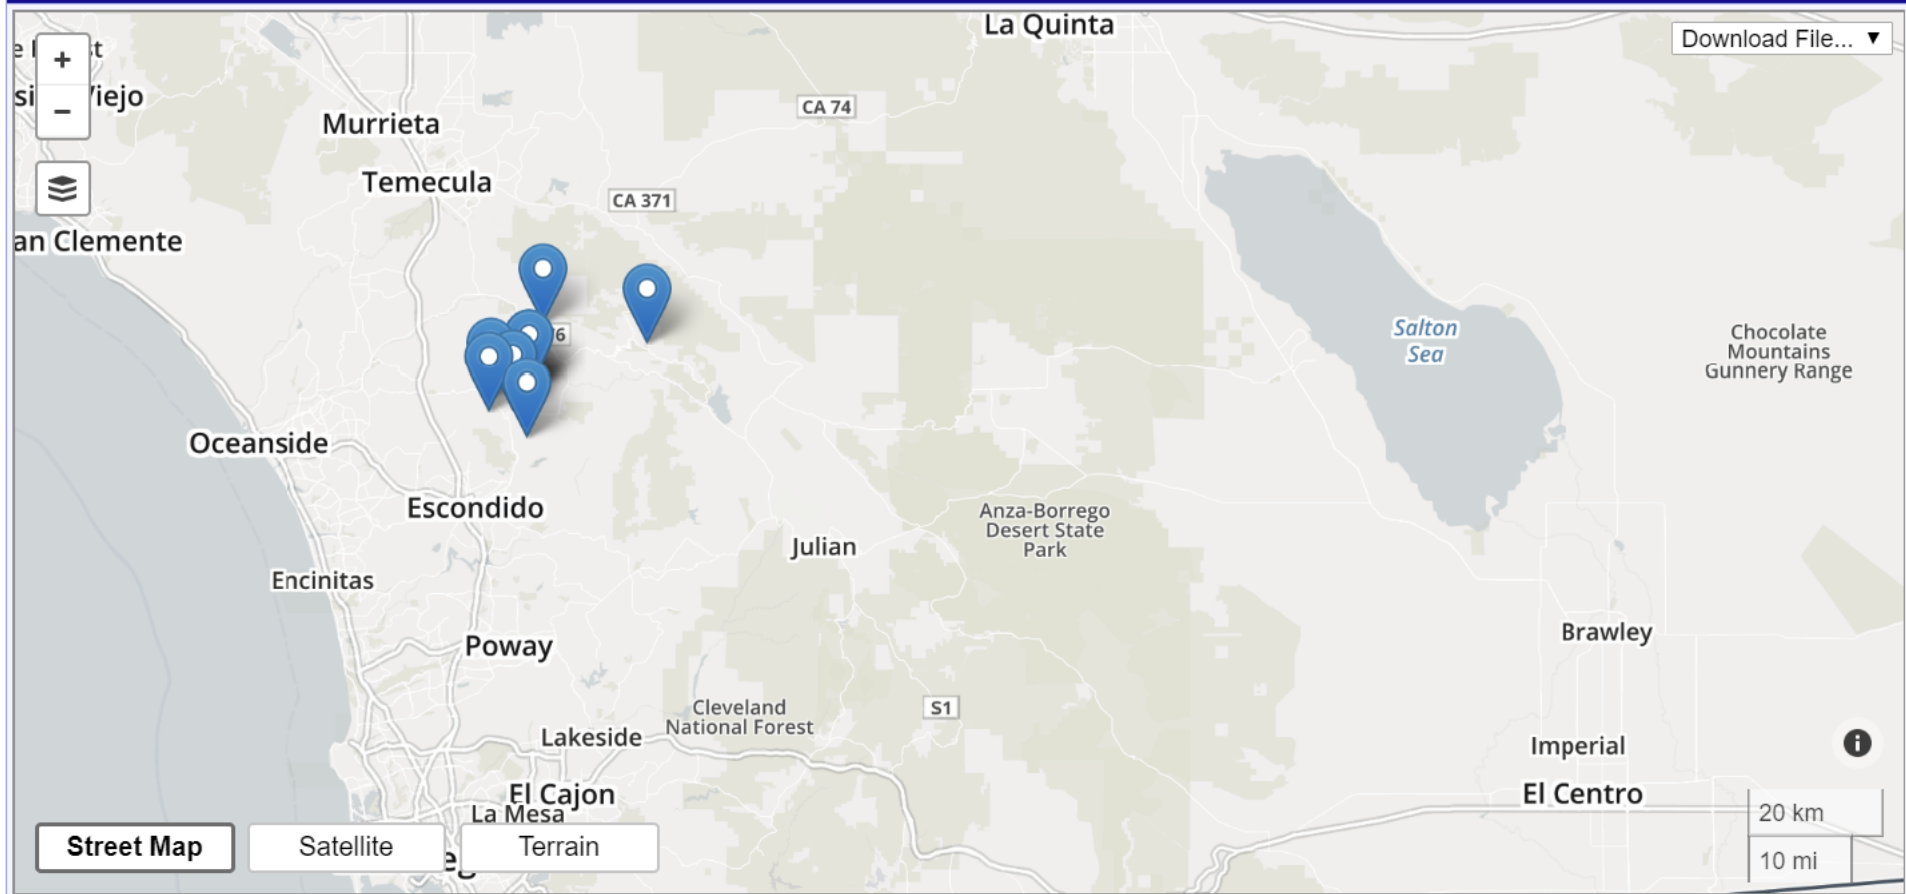 La Quinta
Download File... ▼
+
Viejo
−
CA 74
Murrieta
Temecula
CA 371
an Clemente
Salton
Sea
Chocolate
Mountains
Gunnery Range
Oceanside
Escondido
Anza-Borrego
Desert State
Park
Julian
Encinitas
Brawley
Poway
Cleveland
National Forest
S1
Lakeside
Imperial
i
El Cajon
El Centro
La Mesa
20 km
Street Map
Satellite
Terrain
10 mi